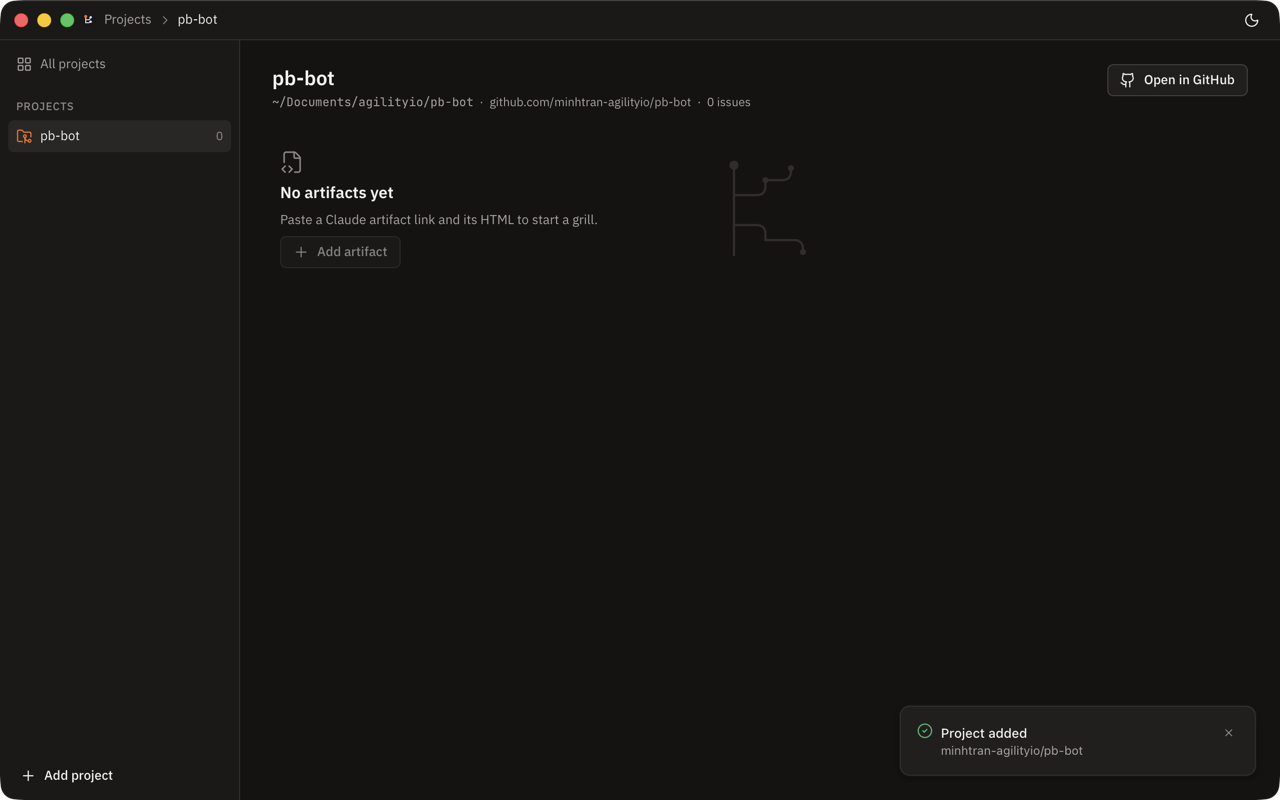 Projects > pb-bot
All projects
PROJECTS
pb-bot 0
Add project
pb-bot
~/Documents/agilityio/pb-bot · github.com/minhtran-agilityio/pb-bot · 0 issues
Open in GitHub
No artifacts yet
Paste a Claude artifact link and its HTML to start a grill.
Add artifact
Project added
minhtran-agilityio/pb-bot